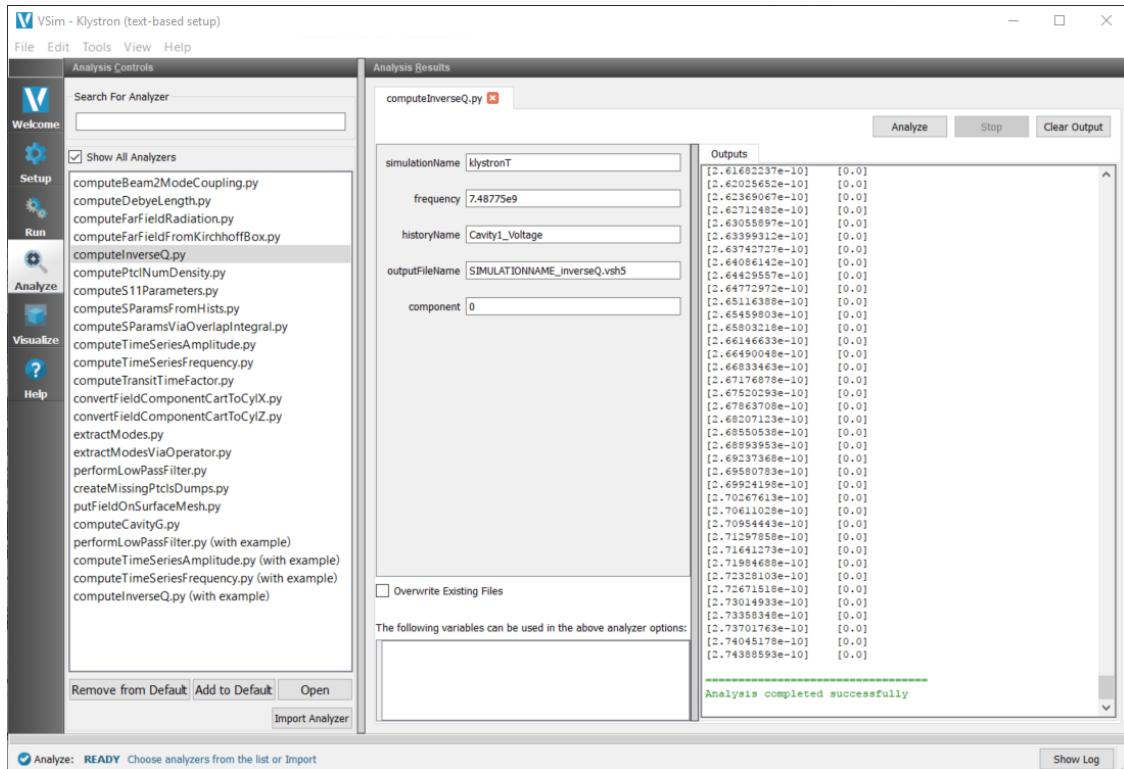 VSim - Klystron (text-based setup)
File Edit Tools View Help
Analysis Controls
Search For Analyzer
Show All Analyzers
computeBeam2ModeCoupling.py
computeDebyeLength.py
computeFarFieldRadiation.py
computeFarFieldFromKirchhoffBox.py
computeInverseQ.py
computePtclNumDensity.py
computeS11Parameters.py
computeSParamsFromHists.py
computeSParamsViaOverlapIntegral.py
computeTimeSeriesAmplitude.py
computeTimeSeriesFrequency.py
computeTransitTimeFactor.py
convertFieldComponentCartToCylX.py
convertFieldComponentCartToCylZ.py
extractModes.py
extractModesViaOperator.py
performLowPassFilter.py
createMissingPtclsDumps.py
putFieldOnSurfaceMesh.py
computeCavityG.py
performLowPassFilter.py (with example)
computeTimeSeriesAmplitude.py (with example)
computeTimeSeriesFrequency.py (with example)
computeInverseQ.py (with example)
Remove from Default Add to Default Open
Import Analyzer
Welcome
Setup
Run
Analyze
Visualize
Help
Analysis Results
computeInverseQ.py
Analyze Stop Clear Output
simulationName klystronT
frequency 7.48775e9
historyName Cavity1_Voltage
outputFileName SIMULATIONNAME_inverseQ.vsh5
component 0
Overwrite Existing Files
The following variables can be used in the above analyzer options:
Outputs
[2.61682237e-10] [0.0]
[2.62025652e-10] [0.0]
[2.62369067e-10] [0.0]
[2.62712482e-10] [0.0]
[2.63055897e-10] [0.0]
[2.63399312e-10] [0.0]
[2.63742727e-10] [0.0]
[2.64086142e-10] [0.0]
[2.64429557e-10] [0.0]
[2.64772972e-10] [0.0]
[2.65116388e-10] [0.0]
[2.65459803e-10] [0.0]
[2.65803218e-10] [0.0]
[2.66146633e-10] [0.0]
[2.66490048e-10] [0.0]
[2.66833463e-10] [0.0]
[2.67176878e-10] [0.0]
[2.67520293e-10] [0.0]
[2.67863708e-10] [0.0]
[2.68207123e-10] [0.0]
[2.68550538e-10] [0.0]
[2.68893953e-10] [0.0]
[2.69237368e-10] [0.0]
[2.69580783e-10] [0.0]
[2.69924198e-10] [0.0]
[2.70267613e-10] [0.0]
[2.70611028e-10] [0.0]
[2.70954443e-10] [0.0]
[2.71297858e-10] [0.0]
[2.71641273e-10] [0.0]
[2.71984688e-10] [0.0]
[2.72328103e-10] [0.0]
[2.72671518e-10] [0.0]
[2.73014933e-10] [0.0]
[2.73358348e-10] [0.0]
[2.73701763e-10] [0.0]
[2.74045178e-10] [0.0]
[2.74388593e-10] [0.0]
================================
Analysis completed successfully
Analyze: READY Choose analyzers from the list or Import
Show Log